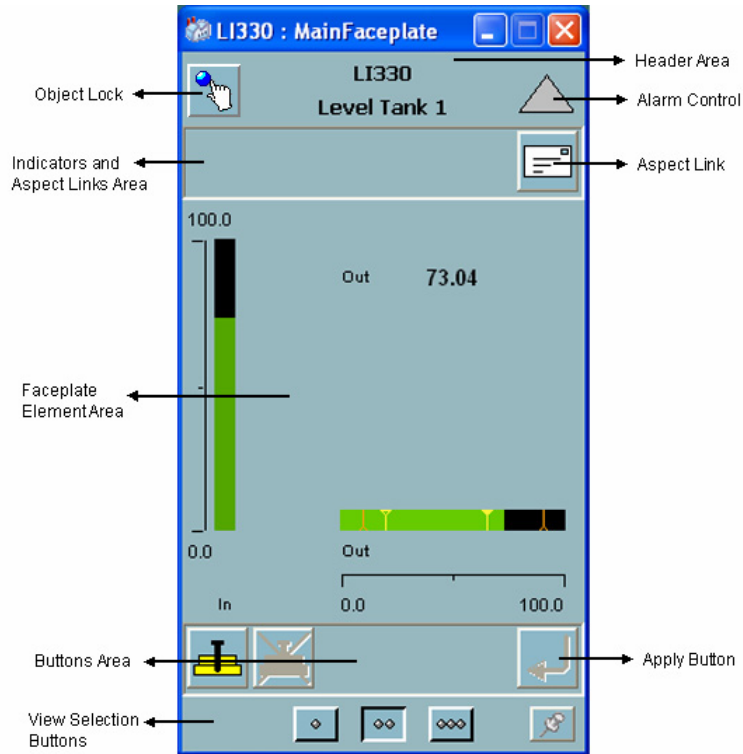 LI330 : MainFaceplate
Header Area
LI330
Object Lock
Level Tank 1
Alarm Control
Indicators and
Aspect Links Area
Aspect Link
100.0
Out 73.04
Faceplate
Element Area
0.0
Out
In
0.0 100.0
Buttons Area
Apply Button
View Selection
Buttons